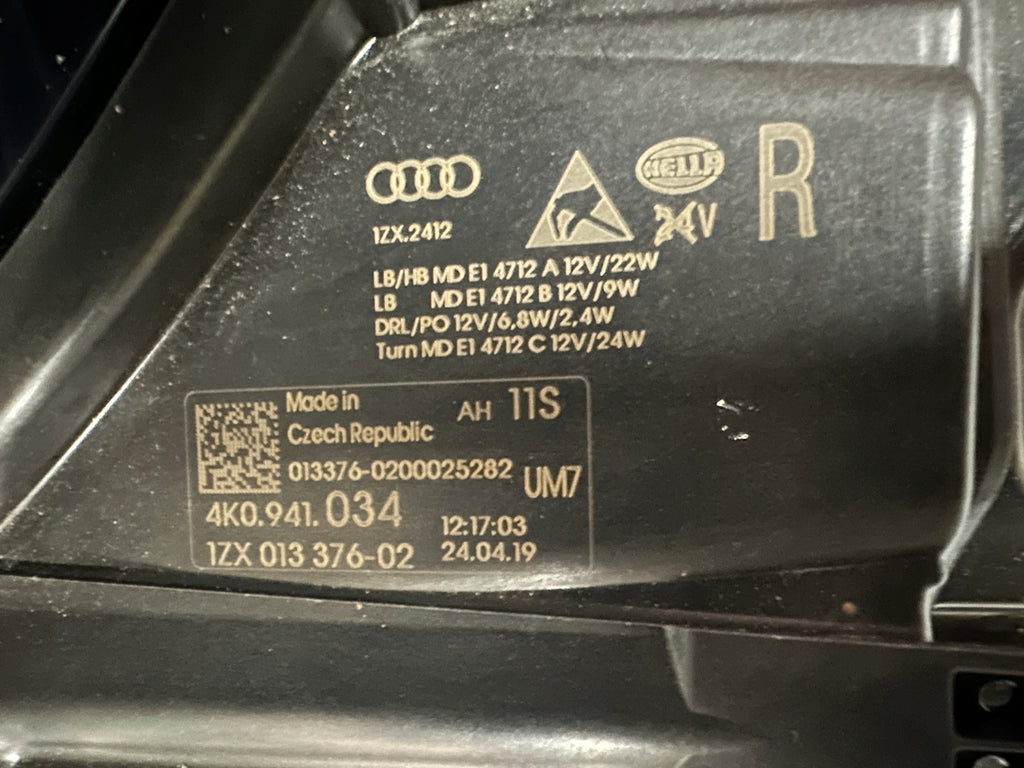 HELLA
24V
R
1ZX.2412
LB/HB MD E1 4712 A 12V/22W
LB MD E1 4712 B 12V/9W
DRL/PO 12V/6,8W/2,4W
Turn MD E1 4712 C 12V/24W
Made in
Czech Republic
AH 11S
013376-0200025282
UM7
4K0.941.034
12:17:03
1ZX 013 376-02
24.04.19